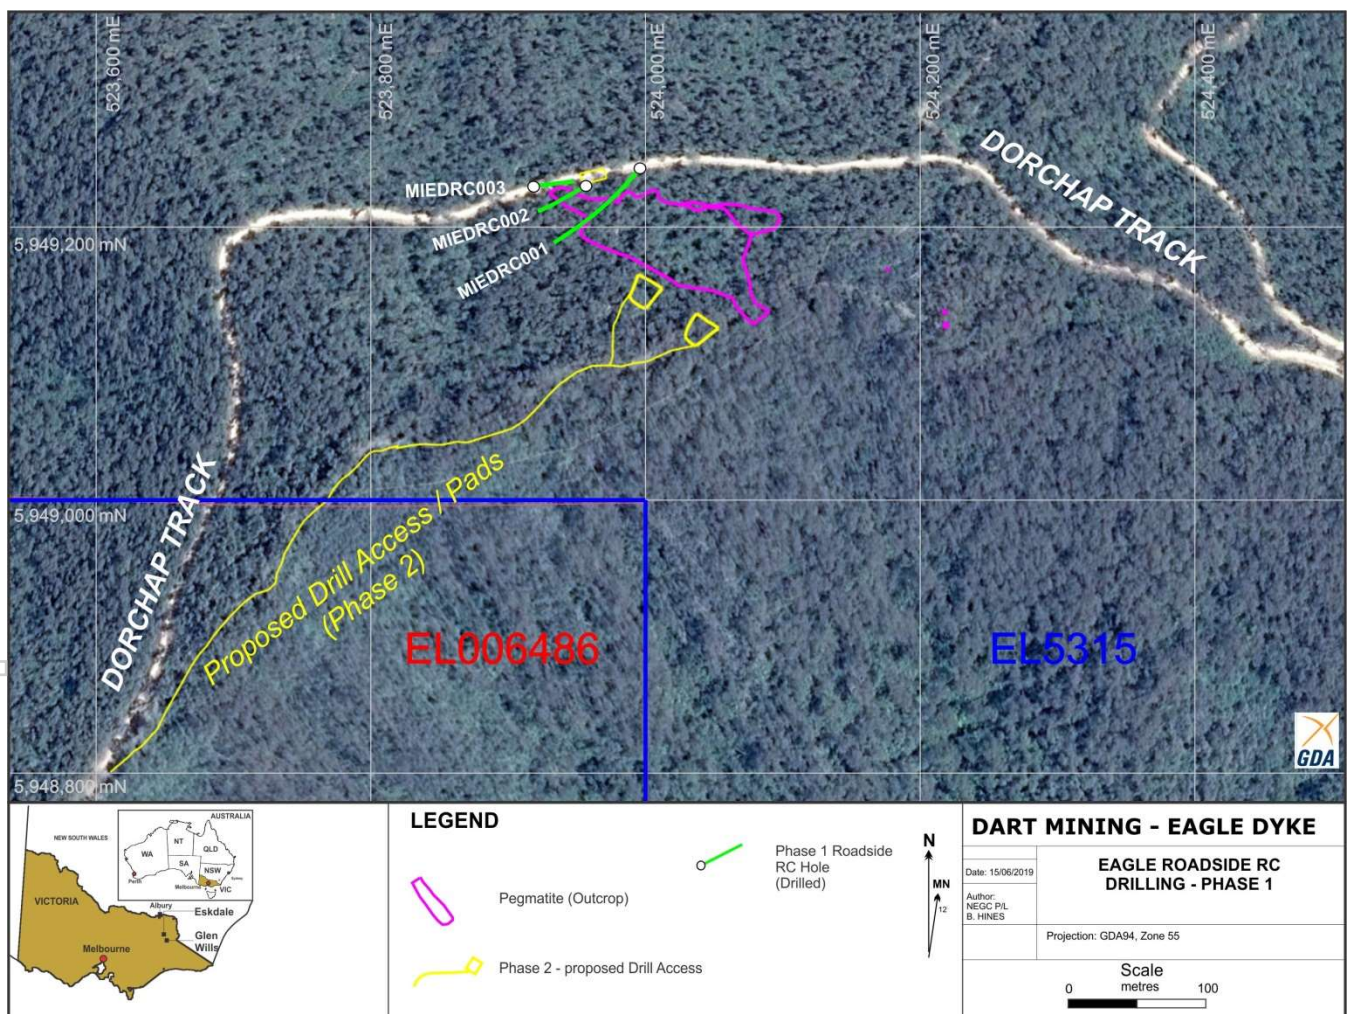 523,600 mE
523,800 mE
524,000 mE
524,200 mE
524,400 mE
DORCHAP TRACK
MIEDRC003
MIEDRC002
MIEDRC001
5,949,200 mN
DORCHAP TRACK
Proposed Drill Access / Pads
(Phase 2)
5,949,000 mN
EL006486
EL5315
GDA
5,948,800 mN
NEW SOUTH WALES
AUSTRALIA
NT
WA
QLD
SA
NSW
Perth
Sydney
Melbourne
VIC
VICTORIA
Albury
Eskdale
Glen
Wills
Melbourne
LEGEND
Pegmatite (Outcrop)
Phase 2 - proposed Drill Access
Phase 1 Roadside
RC Hole
(Drilled)
N
MN
12
DART MINING - EAGLE DYKE
Date: 15/06/2019
Author:
NEGC P/L
B. HINES
EAGLE ROADSIDE RC
DRILLING - PHASE 1
Projection: GDA94, Zone 55
Scale
metres
0
100